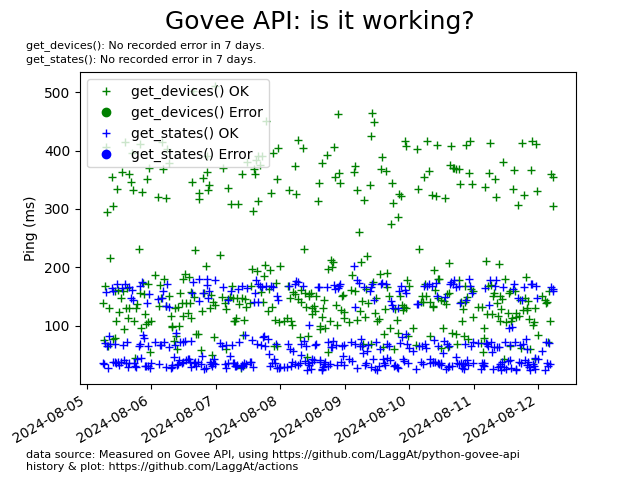 Govee API: is it working?
get_devices(): No recorded error in 7 days.
get_states(): No recorded error in 7 days.
get_devices() OK
get_devices() Error
get_states() OK
get_states() Error
500
400
300
200
100
Ping (ms)
2024-08-05
2024-08-06
2024-08-07
2024-08-08
2024-08-09
2024-08-10
2024-08-11
2024-08-12
data source: Measured on Govee API, using https://github.com/LaggAt/python-govee-api
history & plot: https://github.com/LaggAt/actions